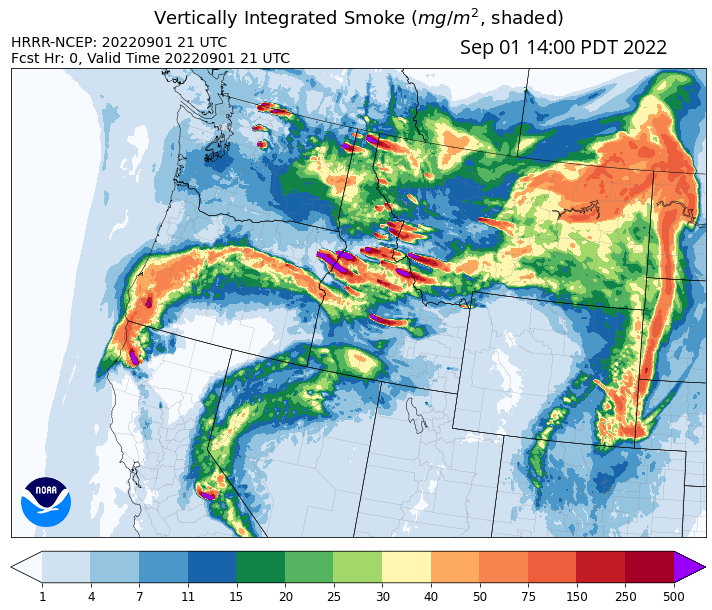 Vertically Integrated Smoke (mg/m², shaded)
HRRR-NCEP: 20220901 21 UTC
Fcst Hr: 0, Valid Time 20220901 21 UTC
Sep 01 14:00 PDT 2022
NOAA
1 4 7 11 15 20 25 30 40 50 75 150 250 500